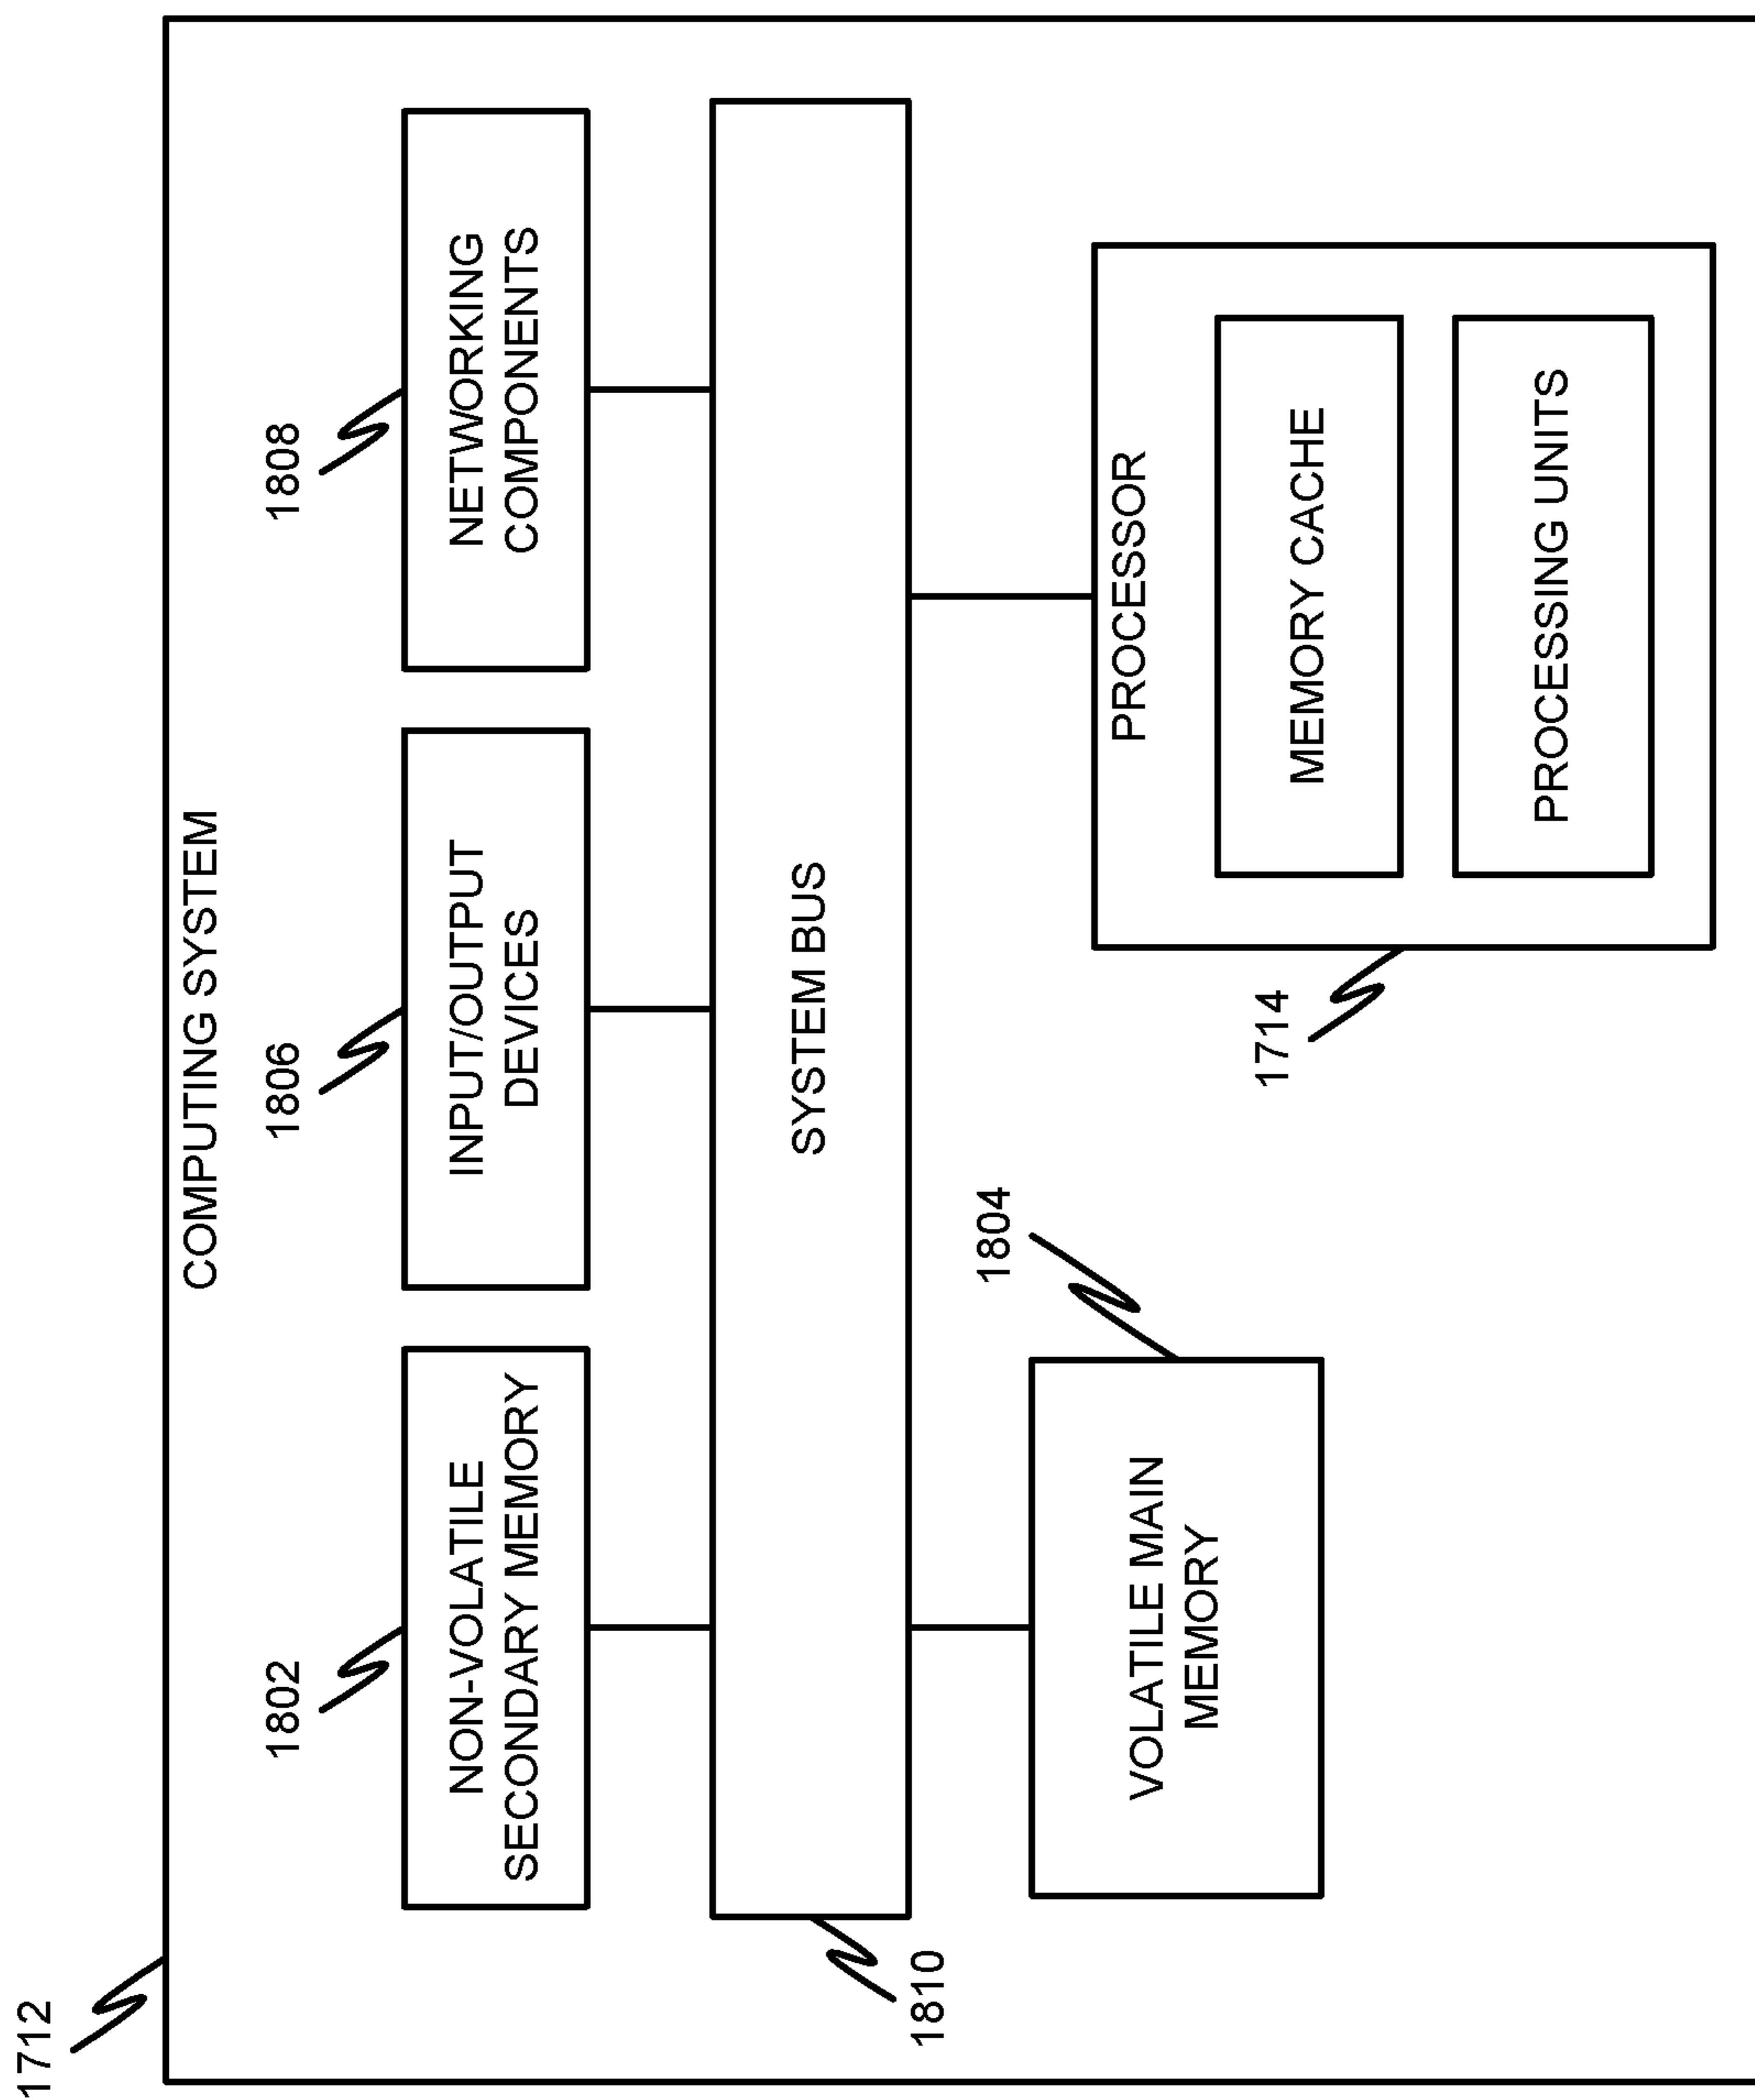 1712
COMPUTING SYSTEM
1802
1806
1808
NON-VOLATILE
SECONDARY MEMORY
INPUT/OUTPUT
DEVICES
NETWORKING
COMPONENTS
SYSTEM BUS
1810
1804
VOLATILE MAIN
MEMORY
1714
PROCESSOR
MEMORY CACHE
PROCESSING UNITS